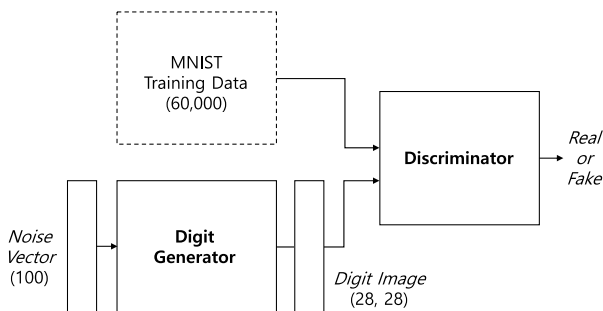 MNIST
Training Data
(60,000)
Discriminator
Real
or
Fake
Noise
Vector
(100)
Digit
Generator
Digit Image
(28, 28)